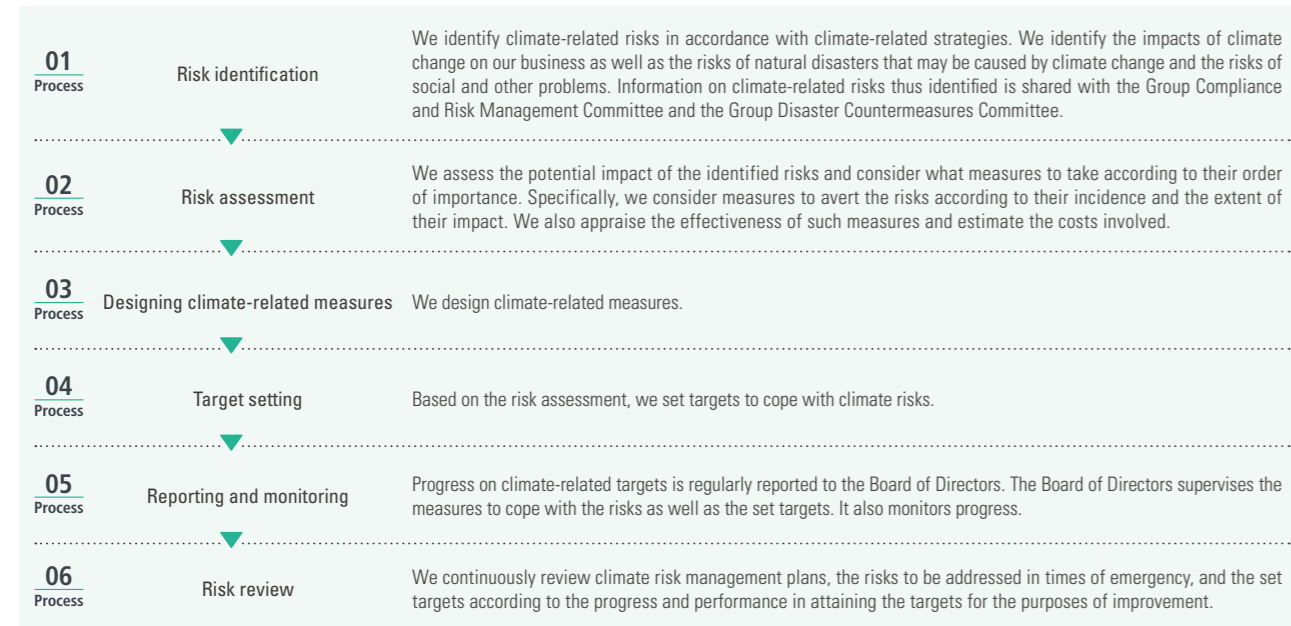 01
Process
Risk identification
We identify climate-related risks in accordance with climate-related strategies. We identify the impacts of climate
change on our business as well as the risks of natural disasters that may be caused by climate change and the risks of
social and other problems. Information on climate-related risks thus identified is shared with the Group Compliance
and Risk Management Committee and the Group Disaster Countermeasures Committee.
02
Process
Risk assessment
We assess the potential impact of the identified risks and consider what measures to take according to their order
of importance. Specifically, we consider measures to avert the risks according to their incidence and the extent of
their impact. We also appraise the effectiveness of such measures and estimate the costs involved.
03
Process
Designing climate-related measures
We design climate-related measures.
04
Process
Target setting
Based on the risk assessment, we set targets to cope with climate risks.
05
Process
Reporting and monitoring
Progress on climate-related targets is regularly reported to the Board of Directors. The Board of Directors supervises the
measures to cope with the risks as well as the set targets. It also monitors progress.
06
Process
Risk review
We continuously review climate risk management plans, the risks to be addressed in times of emergency, and the set
targets according to the progress and performance in attaining the targets for the purposes of improvement.